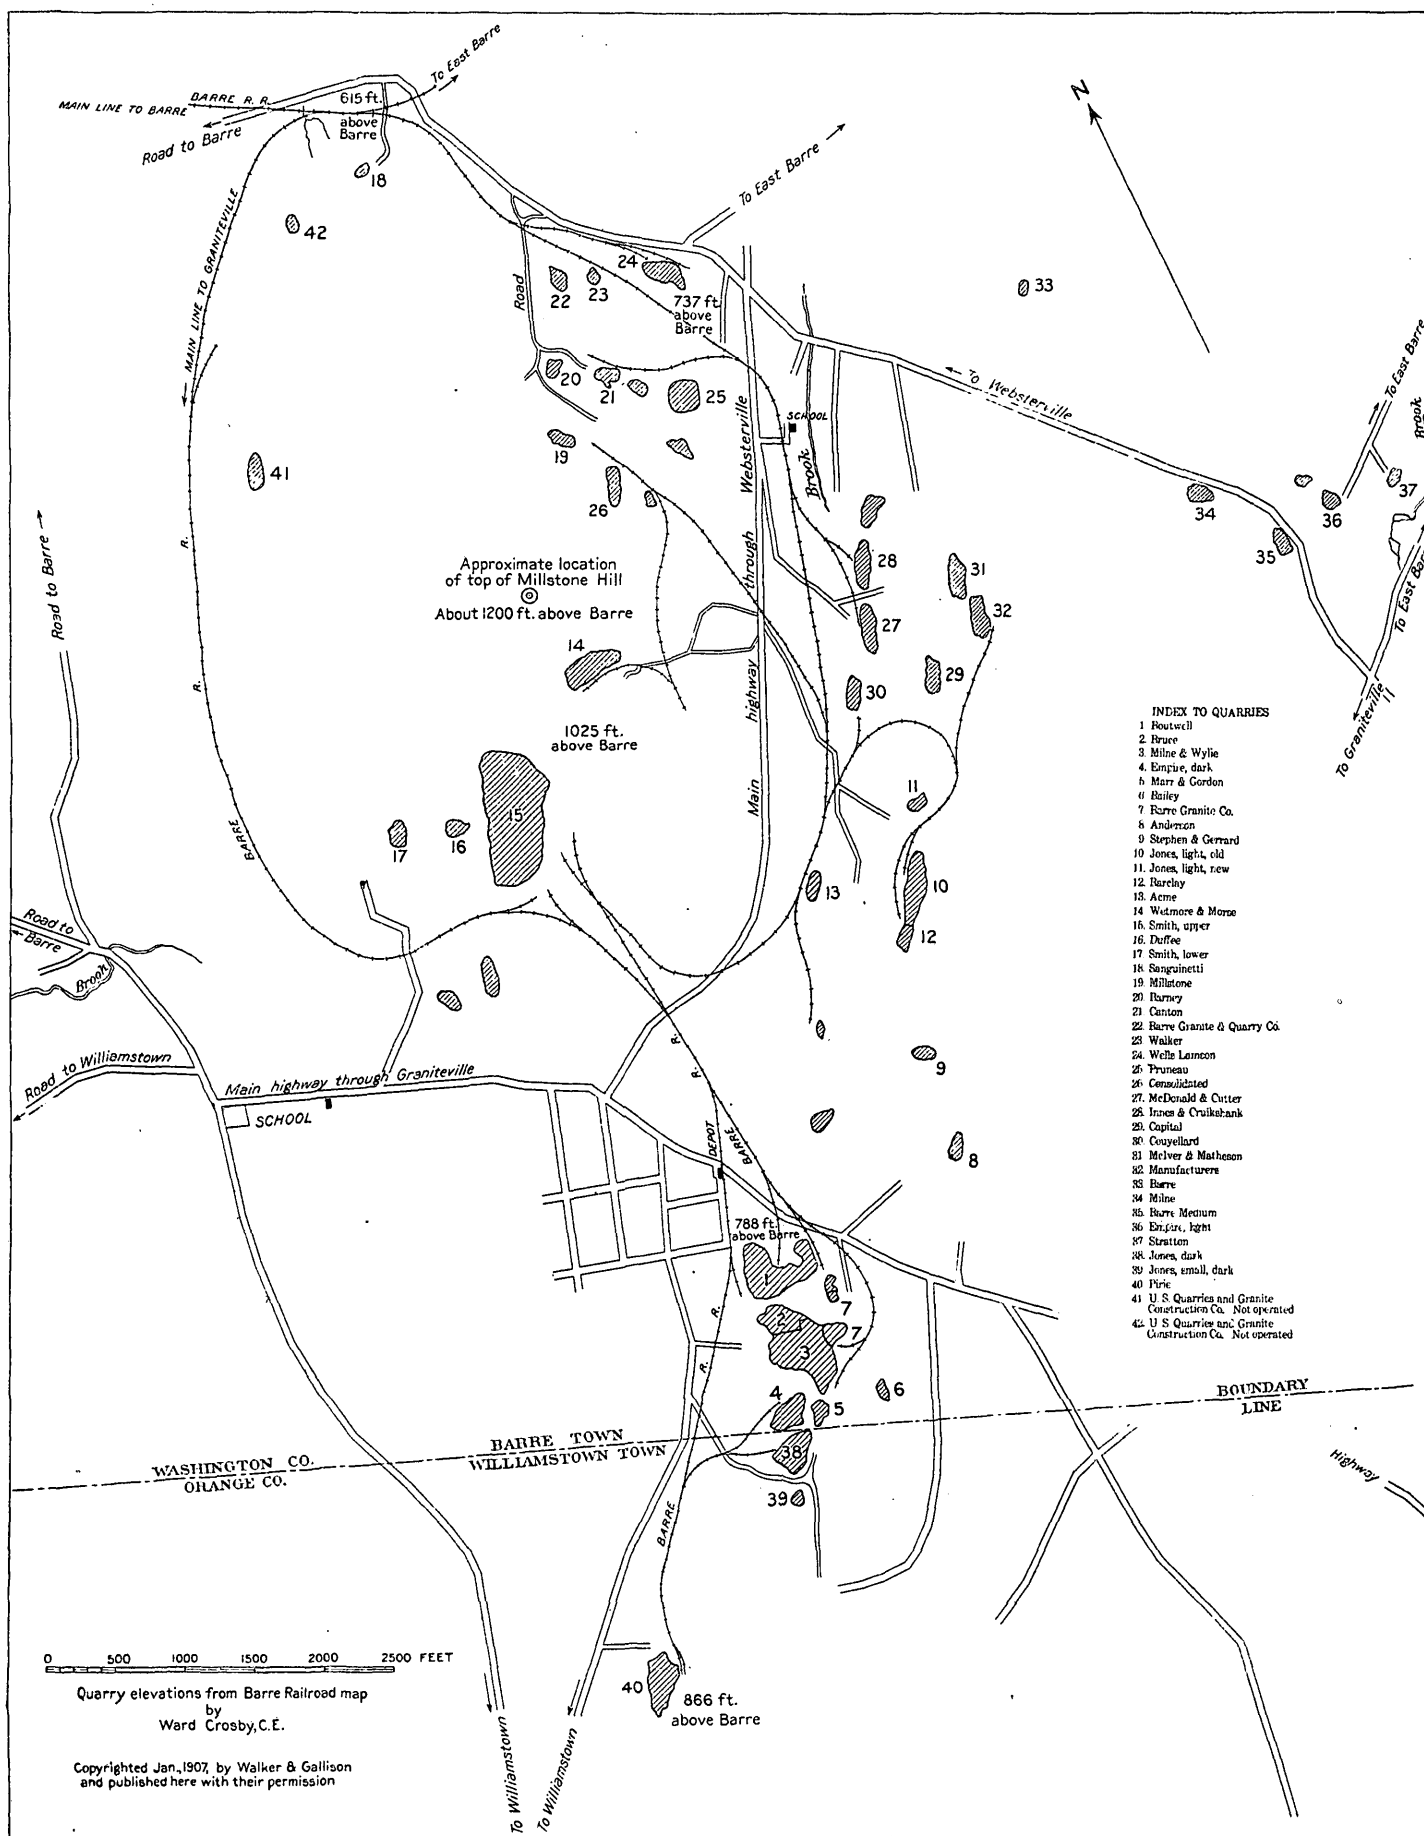 To East Barre
BARRE R. R.
MAIN LINE TO BARRE
615 ft.
above
Barre
Road to Barre
18
N
To East Barre
MAIN LINE TO GRANITEVILLE
42
Road
24
22
23
737 ft.
above
Barre
33
20
21
25
SCHOOL
To Websterville
To East Barre
Brook
19
26
41
Websterville
Brook
34
35
36
37
28
31
Road to Barre
R.
Approximate location
of top of Millstone Hill
About 1200 ft. above Barre
through
27
32
To East Bar
14
29
30
R.
highway
To Graniteville
1025 ft.
above Barre
Main
11
BARRE
17
16
15
13
10
12
INDEX TO QUARRIES
1 Boutwell
2 Bruce
3. Milne & Wylie
4. Empire, dark
5 Marr & Gordon
6 Bailey
7 Barre Granite Co.
8 Anderson
9 Stephen & Gerrard
10 Jones, light, old
11. Jones, light, new
12 Barclay
13. Acme
14 Wetmore & Morse
15. Smith, upper
16. Duffee
17 Smith, lower
18 Sanguinetti
19. Millstone
20. Barney
21 Canton
22. Barre Granite & Quarry Co.
23 Walker
24. Wells Lamson
25 Pruneau
26 Consolidated
27. McDonald & Cutter
28. Innes & Cruikshank
29. Capital
30. Couyellard
31 McIver & Matheson
32 Manufacturers
33 Barre
34 Milne
35. Barre Medium
36 Empire, light
37 Stratton
38. Jones, dark
39 Jones, small, dark
40 Pirie
41 U. S. Quarries and Granite
Construction Co. Not operated
42 U S Quarries and Granite
Construction Co. Not operated
Road to
Barre
Brook
Road to Williamstown
Main highway through Graniteville
SCHOOL
R.
R.
BARRE
DEPOT
9
8
788 ft.
above Barre
1
7
2
7
3
R.
R.
4
5
6
BOUNDARY
LINE
BARRE TOWN
WILLIAMSTOWN TOWN
WASHINGTON CO.
ORANGE CO.
38
39
BARRE
Highway
0 500 1000 1500 2000 2500 FEET
Quarry elevations from Barre Railroad map
by
Ward Crosby, C.E.
Copyrighted Jan., 1907, by Walker & Gallison
and published here with their permission
40
866 ft.
above Barre
To Williamstown
To Williamstown